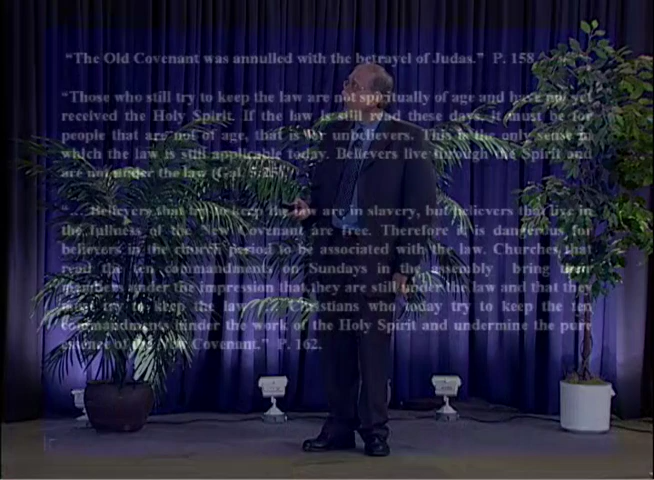 “The Old Covenant was annulled with the betrayel of Judas.” P. 158
“Those who still try to keep the law are not spiritually of age and have not yet
received the Holy Spirit. If the law still these days it must be for
people that are not of age, that is for unbelievers. This is the only sense in
which the law is still applicable today. Believers live through the Spirit and
are not under the law (Gal. 5:25)
“... Believers that try to keep the law are in slavery, but believers that live in
the fullness of the New Covenant are free. Therefore it is dangerous for
believers in the church period to be associated with the law. Churches that
read the ten commandments on Sundays in the assembly bring
members under the impression that they are still under the law and that they
must try to keep the law. Christians who today try to keep the ten
commandments hinder the work of the Holy Spirit and undermine the pure
essence of the New Covenant.” P. 162.